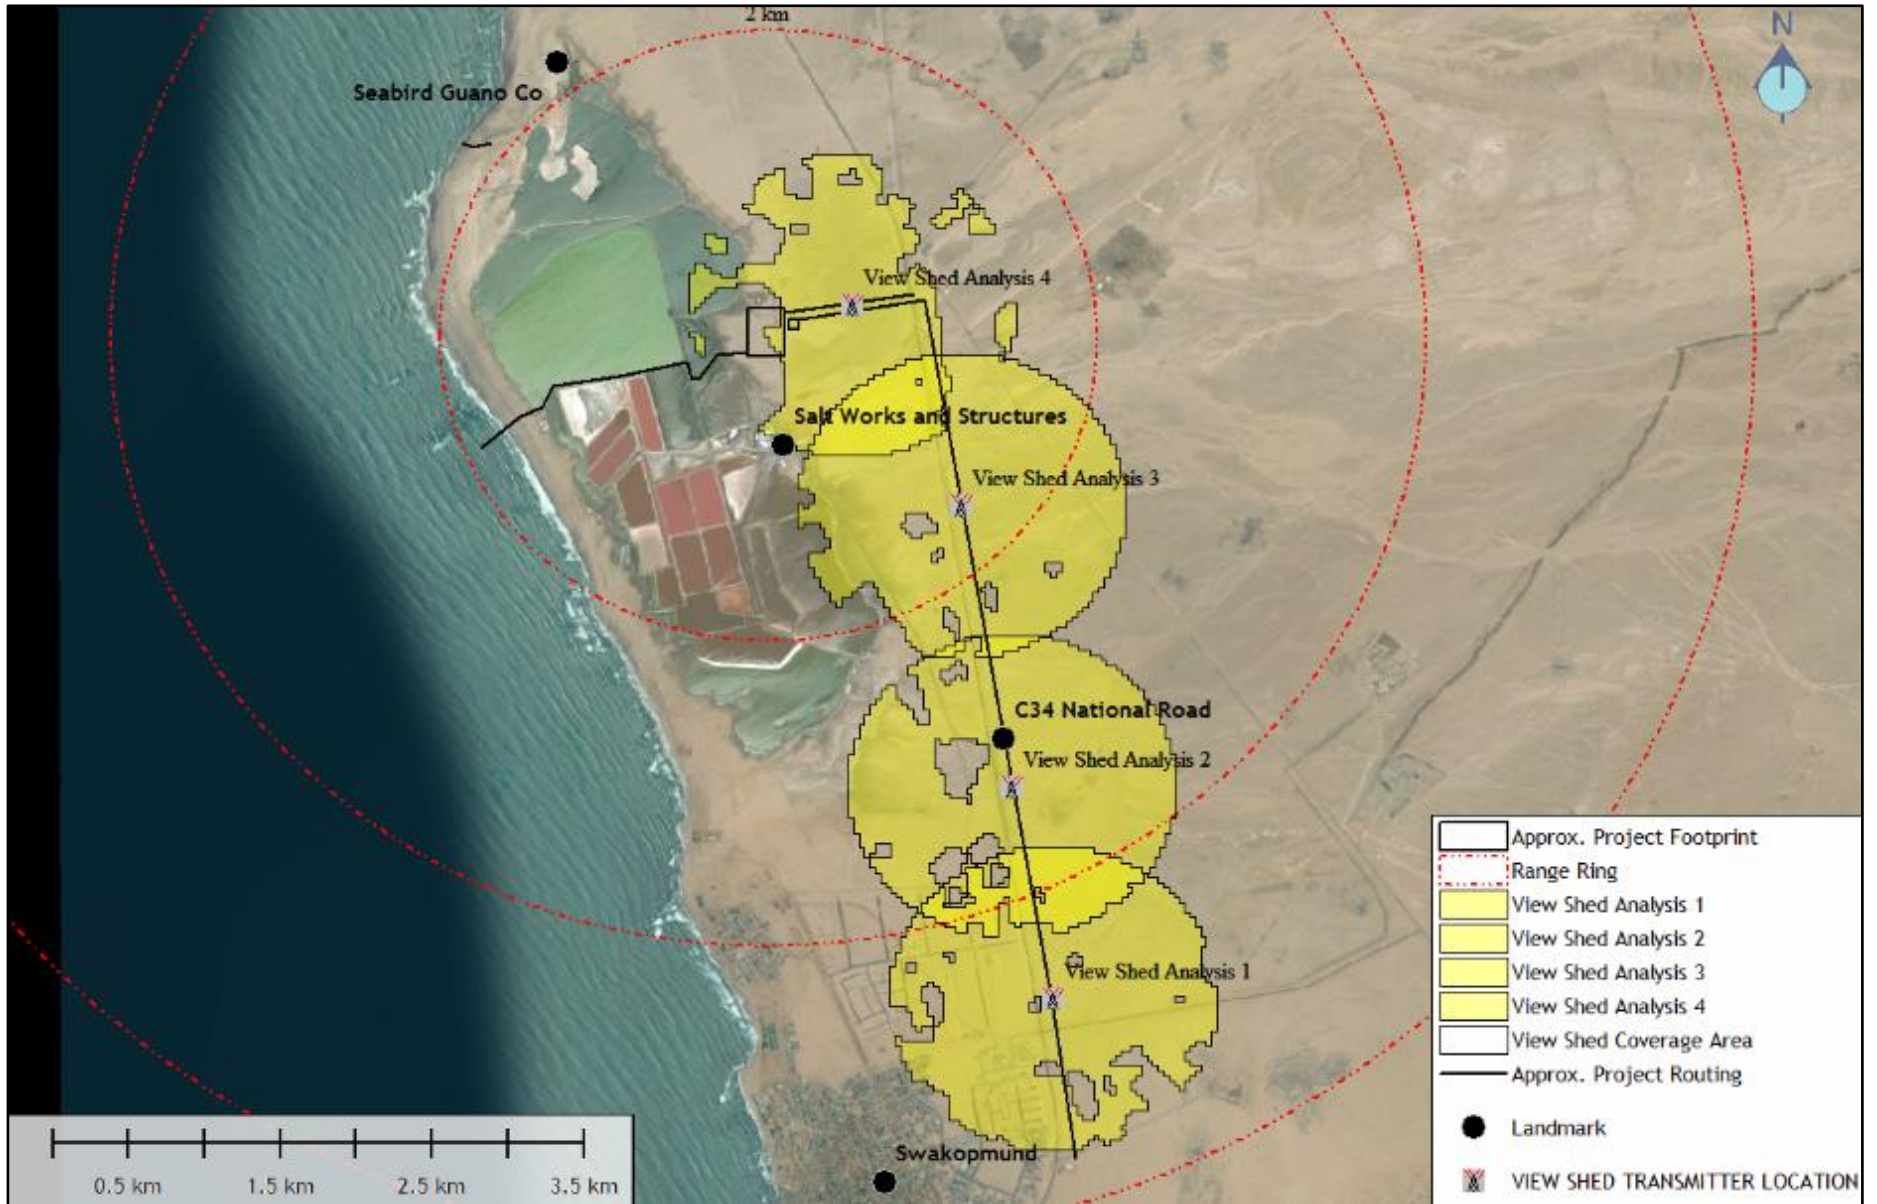 2 km
N
Seabird Guano Co
View Shed Analysis 4
Salt Works and Structures
View Shed Analysis 3
C34 National Road
View Shed Analysis 2
View Shed Analysis 1
Swakopmund
0.5 km 1.5 km 2.5 km 3.5 km
Approx. Project Footprint
Range Ring
View Shed Analysis 1
View Shed Analysis 2
View Shed Analysis 3
View Shed Analysis 4
View Shed Coverage Area
Approx. Project Routing
Landmark
VIEW SHED TRANSMITTER LOCATION